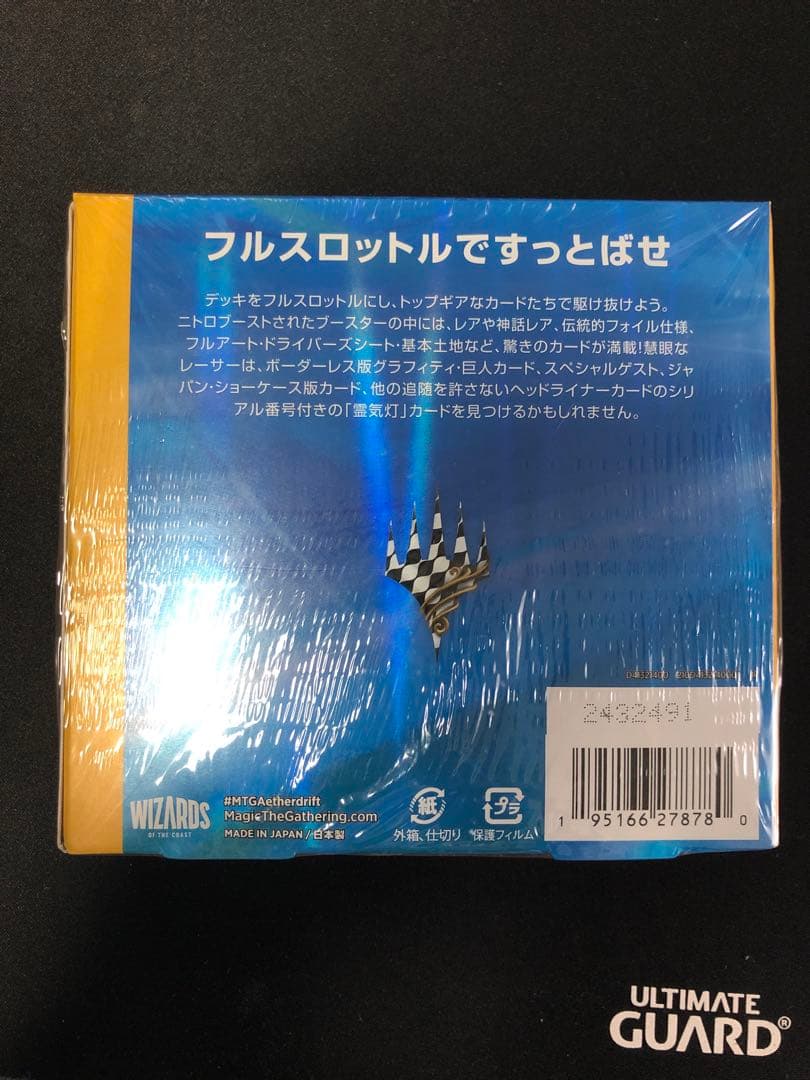 フルスロットルですっとばせ
デッキをフルスロットルにし、トップギアなカードたちで駆け抜けよう。
ニトロブーストされたブースターの中には、レアや神話レア、伝統的フォイル仕様、
フルアート・ドライバーズシート・基本土地など、驚きのカードが満載!慧眼な
レーサーは、ボーダーレス版グラフィティ・巨人カード、スペシャルゲスト、ジャ
パン・ショーケース版カード、他の追随を許さないヘッドライナーカードのシリ
アル番号付きの「霊気灯」カードを見つけるかもしれません。
2432491
1 95166 27878 0
WIZARDS
OF THE COAST
#MTGAetherdrift
MagicTheGathering.com
MADE IN JAPAN / 日本製
紙
外箱、仕切り
プラ
保護フィルム
ULTIMATE
GUARD®